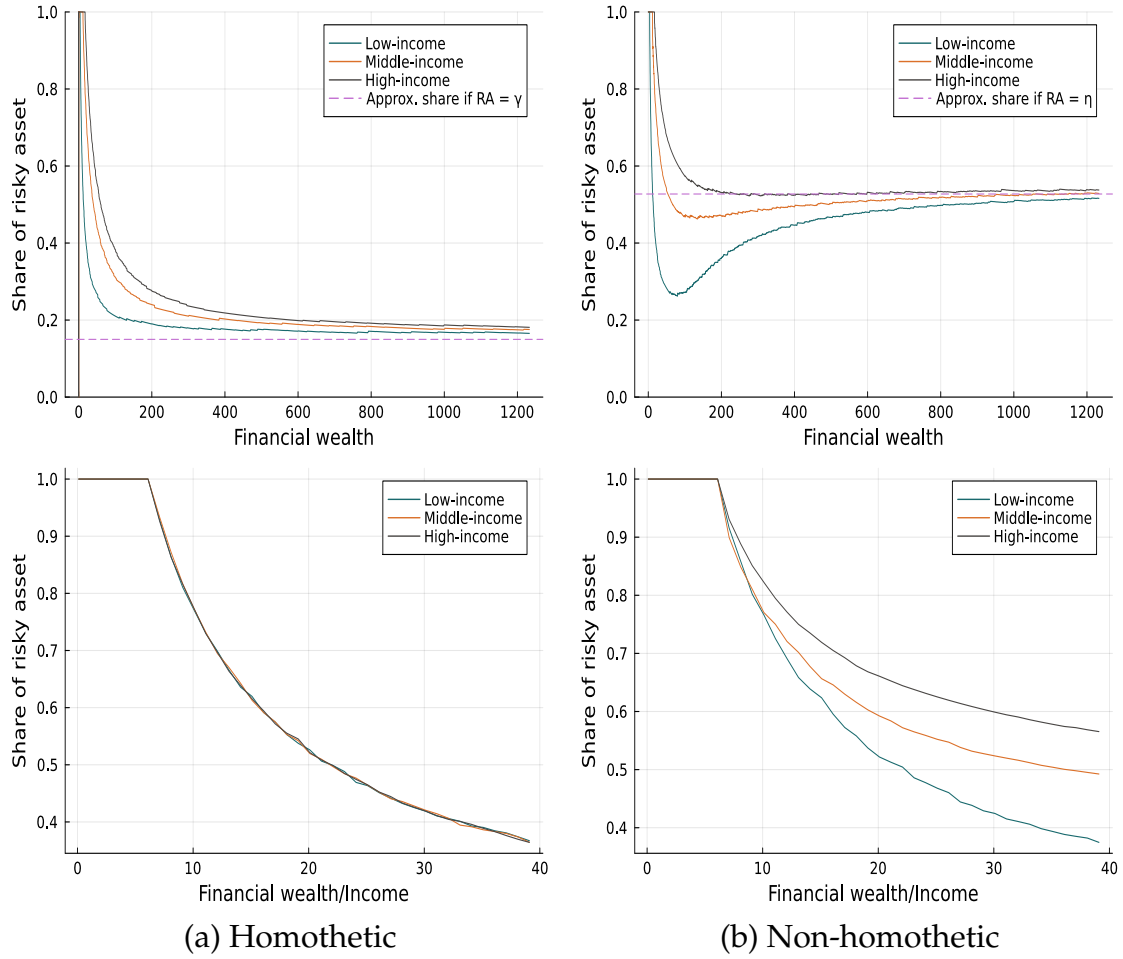 Share of risky asset
1.0
0.8
0.6
0.4
0.2
0.0
Low-income
Middle-income
High-income
Approx. share if RA = γ
0 200 400 600 800 1000 1200
Financial wealth
Share of risky asset
1.0
0.8
0.6
0.4
0.2
0.0
Low-income
Middle-income
High-income
Approx. share if RA = η
0 200 400 600 800 1000 1200
Financial wealth
Share of risky asset
1.0
0.9
0.8
0.7
0.6
0.5
0.4
Low-income
Middle-income
High-income
0 10 20 30 40
Financial wealth/Income
Share of risky asset
1.0
0.9
0.8
0.7
0.6
0.5
0.4
Low-income
Middle-income
High-income
0 10 20 30 40
Financial wealth/Income
(a) Homothetic
(b) Non-homothetic